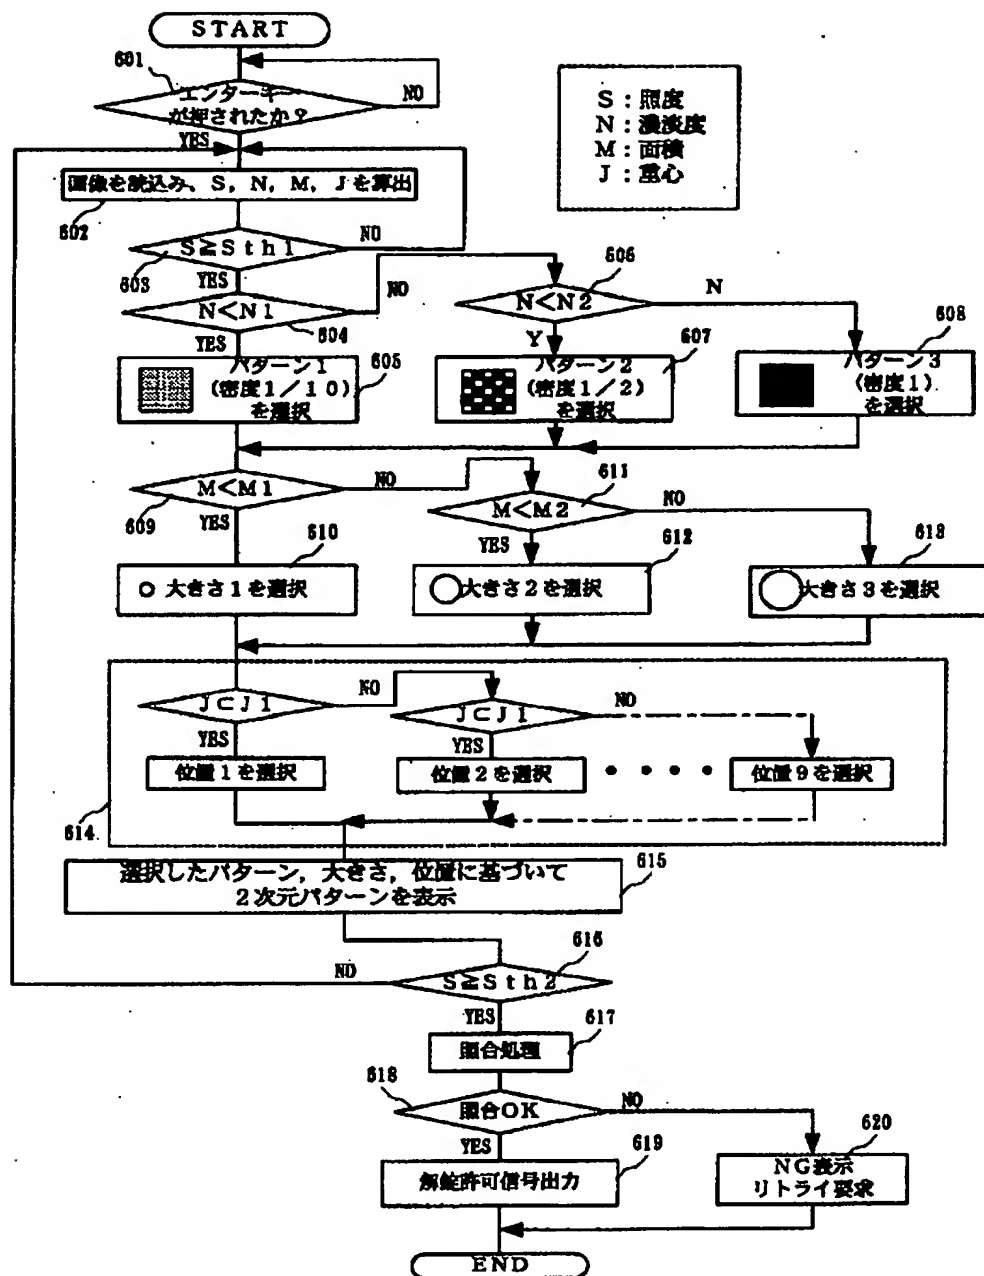 START
601
エンターキー
が押されたか？
NO
YES
S：照度
N：濃淡度
M：面積
J：重心
画像を読込み、S，N，M，Jを算出
602
S≧Sth1
NO
603
YES
N<N1
NO
604
YES
606
N<N2
N
Y
605
パターン1
(密度1／10)
を選択
607
パターン2
(密度1／2)
を選択
608
パターン3
(密度1)
を選択
M<M1
NO
609
YES
611
M<M2
NO
YES
610
大きさ1を選択
612
大きさ2を選択
613
大きさ3を選択
J⊂J1
NO
YES
J⊂J1
NO
YES
位置1を選択
位置2を選択
位置9を選択
614
選択したパターン，大きさ，位置に基づいて
2次元パターンを表示
615
616
S≧Sth2
NO
YES
617
照合処理
618
照合OK
NO
YES
619
解錠許可信号出力
620
NG表示
リトライ要求
END